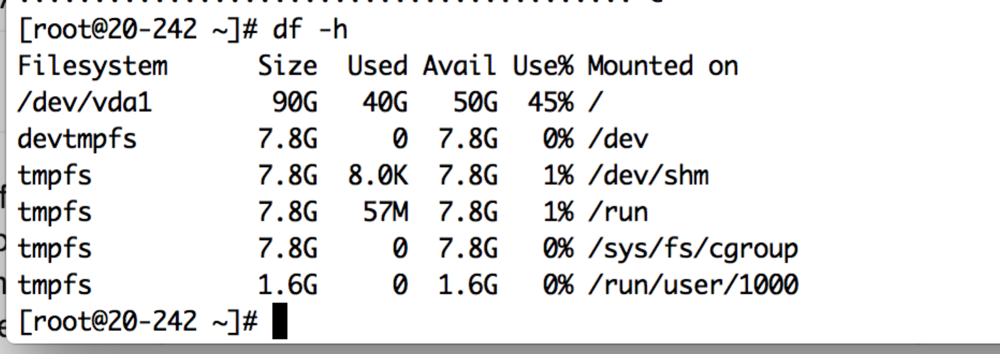 [root@20-242 ~]# df -h
Filesystem      Size  Used Avail Use% Mounted on
/dev/vda1        90G   40G   50G  45% /
devtmpfs        7.8G     0  7.8G   0% /dev
tmpfs           7.8G  8.0K  7.8G   1% /dev/shm
tmpfs           7.8G   57M  7.8G   1% /run
tmpfs           7.8G     0  7.8G   0% /sys/fs/cgroup
tmpfs           1.6G     0  1.6G   0% /run/user/1000
[root@20-242 ~]#